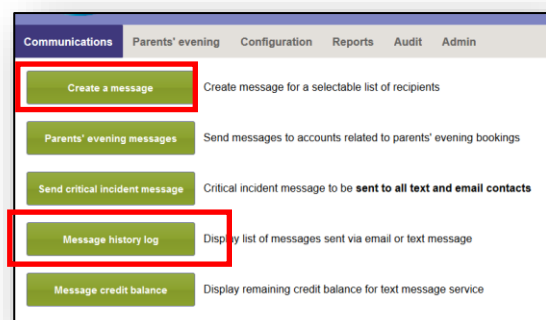 Communications Parents' evening Configuration Reports Audit Admin
Create a message Create message for a selectable list of recipients
Parents' evening messages Send messages to accounts related to parents' evening bookings
Send critical incident message Critical incident message to be sent to all text and email contacts
Message history log Display list of messages sent via email or text message
Message credit balance Display remaining credit balance for text message service